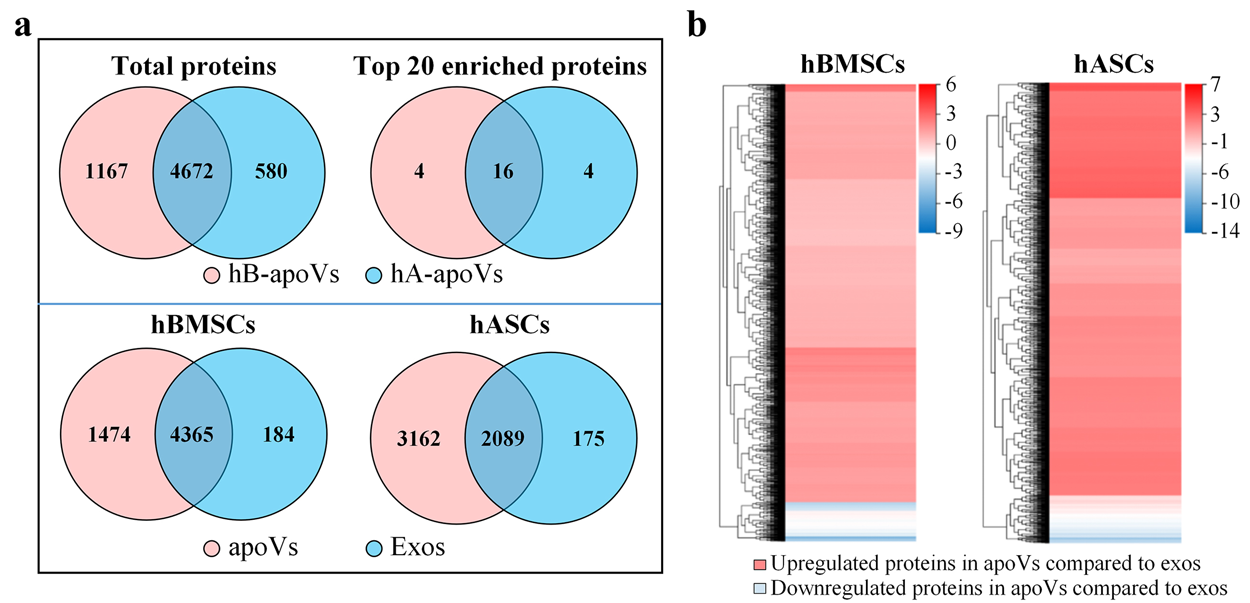 a
Total proteins
Top 20 enriched proteins
1167 4672 580
4 16 4
hB-apoVs hA-apoVs
hBMSCs
hASCs
1474 4365 184
3162 2089 175
apoVs Exos
b
hBMSCs
6
3
0
-3
-6
-9
hASCs
7
3
-1
-6
-10
-14
Upregulated proteins in apoVs compared to exos
Downregulated proteins in apoVs compared to exos